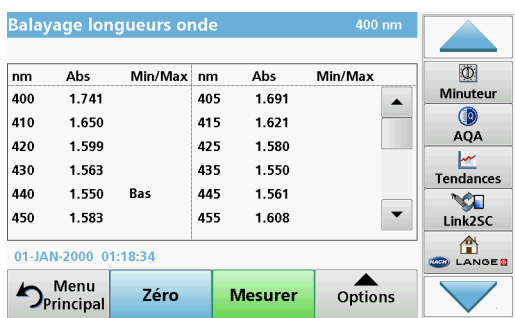 Balayage longueurs onde 400 nm
nm Abs Min/Max nm Abs Min/Max
400 1.741 405 1.691
410 1.650 415 1.621
420 1.599 425 1.580
430 1.563 435 1.550
440 1.550 Bas 445 1.561
450 1.583 455 1.608
01-JAN-2000 01:18:34
Menu
Principal
Zéro
Mesurer
Options
Minuteur
AQA
Tendances
Link2SC
HACH LANGE